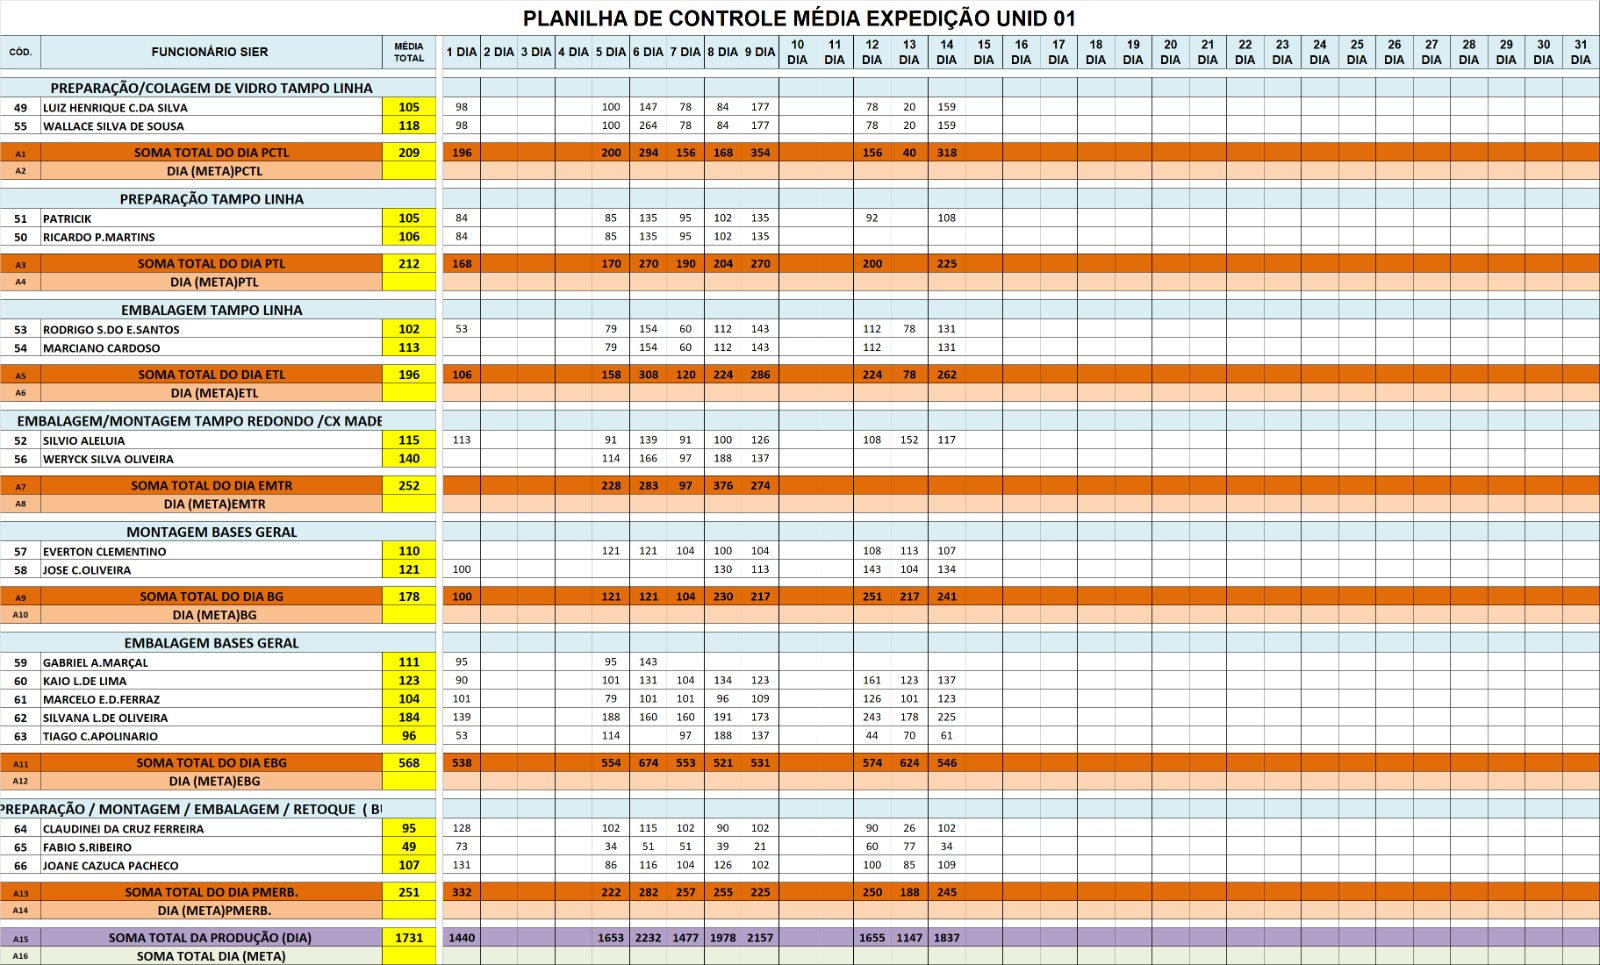 PLANILHA DE CONTROLE MÉDIA EXPEDIÇÃO UNID 01
CÓD. FUNCIONÁRIO SIER MÉDIA TOTAL 1 DIA 2 DIA 3 DIA 4 DIA 5 DIA 6 DIA 7 DIA 8 DIA 9 DIA 10 DIA 11 DIA 12 DIA 13 DIA 14 DIA 15 DIA 16 DIA 17 DIA 18 DIA 19 DIA 20 DIA 21 DIA 22 DIA 23 DIA 24 DIA 25 DIA 26 DIA 27 DIA 28 DIA 29 DIA 30 DIA 31 DIA
PREPARAÇÃO/COLAGEM DE VIDRO TAMPO LINHA
49 LUIZ HENRIQUE C.DA SILVA 105 98 100 147 78 84 177 78 20 159
55 WALLACE SILVA DE SOUSA 118 98 100 264 78 84 177 78 20 159
A1 SOMA TOTAL DO DIA PCTL 209 196 200 294 156 168 354 156 40 318
A2 DIA (META)PCTL
PREPARAÇÃO TAMPO LINHA
51 PATRICIK 105 84 85 135 95 102 135 92 108
50 RICARDO P.MARTINS 106 84 85 135 95 102 135
A3 SOMA TOTAL DO DIA PTL 212 168 170 270 190 204 270 200 225
A4 DIA (META)PTL
EMBALAGEM TAMPO LINHA
53 RODRIGO S.DO E.SANTOS 102 53 79 154 60 112 143 112 78 131
54 MARCIANO CARDOSO 113 79 154 60 112 143 112 131
A5 SOMA TOTAL DO DIA ETL 196 106 158 308 120 224 286 224 78 262
A6 DIA (META)ETL
EMBALAGEM/MONTAGEM TAMPO REDONDO /CX MADE
52 SILVIO ALELUIA 115 113 91 139 91 100 126 108 152 117
56 WERYCK SILVA OLIVEIRA 140 114 166 97 188 137
A7 SOMA TOTAL DO DIA EMTR 252 228 283 97 376 274
A8 DIA (META)EMTR
MONTAGEM BASES GERAL
57 EVERTON CLEMENTINO 110 121 121 104 100 104 108 113 107
58 JOSE C.OLIVEIRA 121 100 130 113 143 104 134
A9 SOMA TOTAL DO DIA BG 178 100 121 121 104 230 217 251 217 241
A10 DIA (META)BG
EMBALAGEM BASES GERAL
59 GABRIEL A.MARÇAL 111 95 95 143
60 KAIO L.DE LIMA 123 90 101 131 104 134 123 161 123 137
61 MARCELO E.D.FERRAZ 104 101 79 101 101 96 109 126 101 123
62 SILVANA L.DE OLIVEIRA 184 139 188 160 160 191 173 243 178 225
63 TIAGO C.APOLINARIO 96 53 114 97 188 137 44 70 61
A11 SOMA TOTAL DO DIA EBG 568 538 554 674 553 521 531 574 624 546
A12 DIA (META)EBG
PREPARAÇÃO / MONTAGEM / EMBALAGEM / RETOQUE ( BU
64 CLAUDINEI DA CRUZ FERREIRA 95 128 102 115 102 90 102 90 26 102
65 FABIO S.RIBEIRO 49 73 34 51 51 39 21 60 77 34
66 JOANE CAZUCA PACHECO 107 131 86 116 104 126 102 100 85 109
A13 SOMA TOTAL DO DIA PMERB. 251 332 222 282 257 255 225 250 188 245
A14 DIA (META)PMERB.
A15 SOMA TOTAL DA PRODUÇÃO (DIA) 1731 1440 1653 2232 1477 1978 2157 1655 1147 1837
A16 SOMA TOTAL DIA (META)